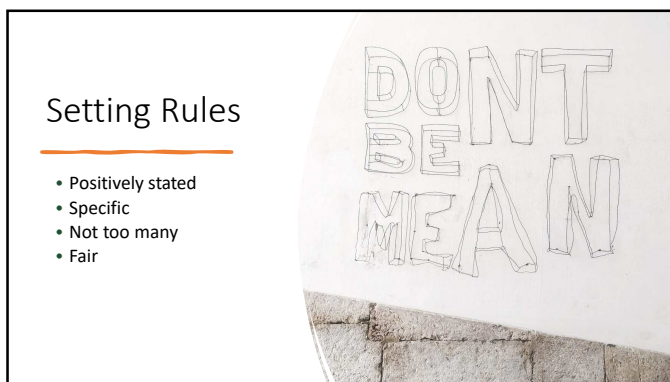 Setting Rules
• Positively stated
• Specific
• Not too many
• Fair
DONT
BE
MEAN